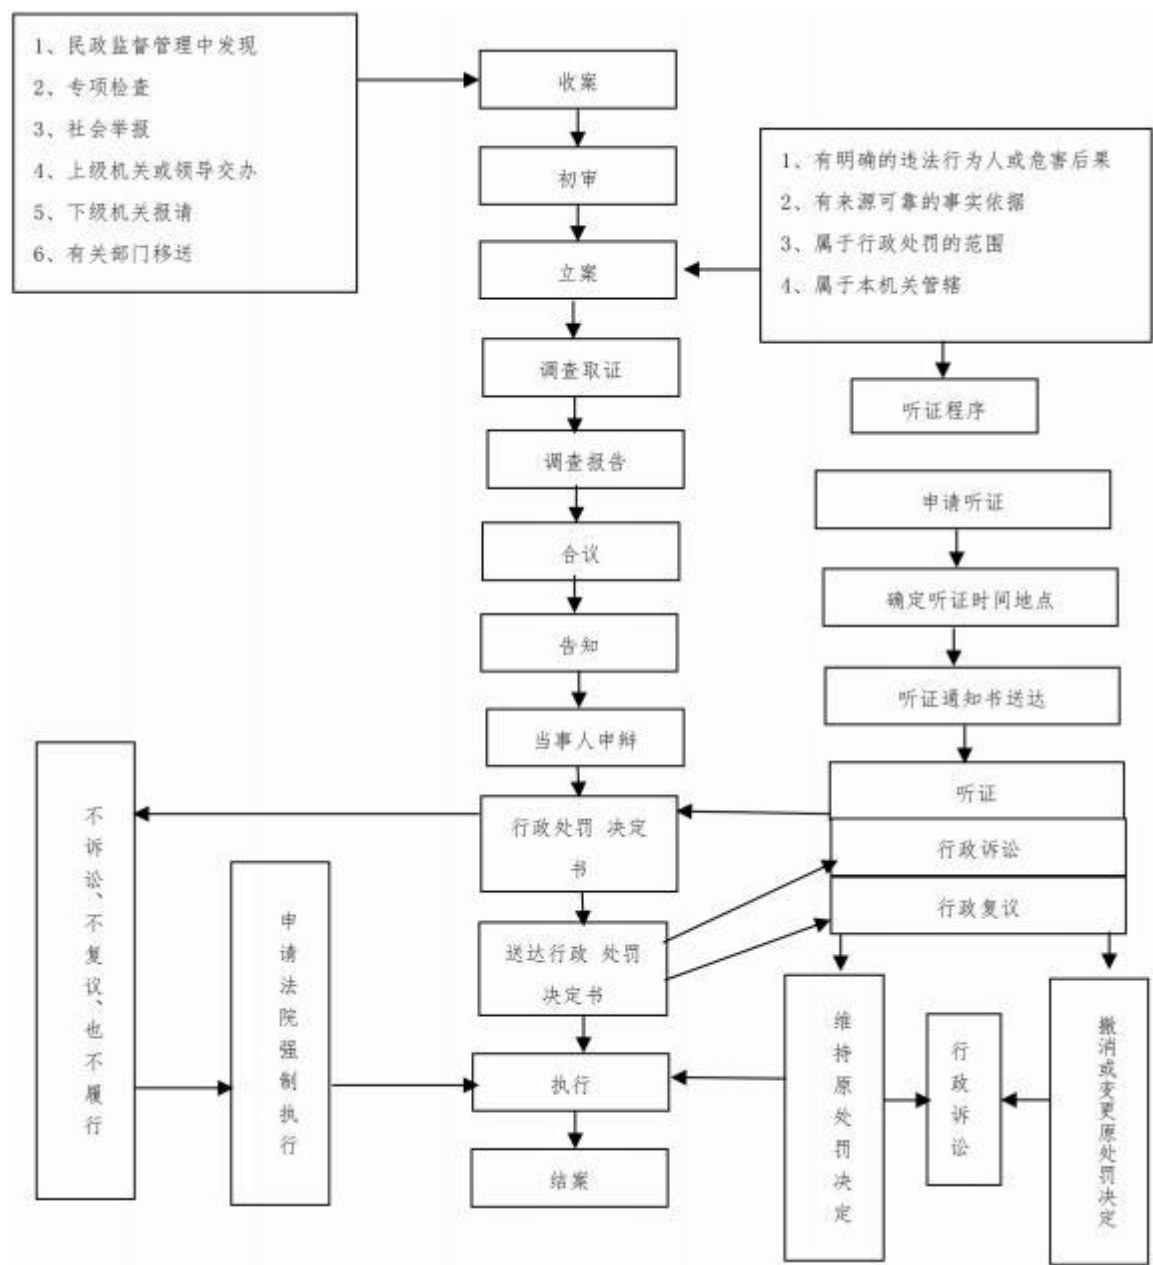 1、民政监督管理中发现
2、专项检查
3、社会举报
4、上级机关或领导交办
5、下级机关报请
6、有关部门移送
收案
初审
立案
1、有明确的违法行为人或危害后果
2、有来源可靠的事实依据
3、属于行政处罚的范围
4、属于本机关管辖
调查取证
听证程序
调查报告
申请听证
合议
确定听证时间地点
告知
听证通知书送达
当事人申辩
听证
行政处罚 决定
书
行政诉讼
行政复议
送达行政 处罚
决定书
不诉讼、不复议、也不履行
申请法院强制执行
执行
结案
维持原处罚决定
行政诉讼
撤消或变更原处罚决定